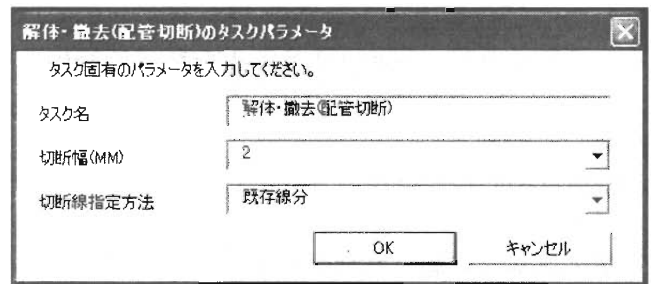 解体・撤去(配管切断)のタスクパラメータ
タスク固有のパラメータを入力してください。
タスク名 解体・撤去(配管切断)
切断幅(MM) 2
切断線指定方法 既存線分
OK キャンセル